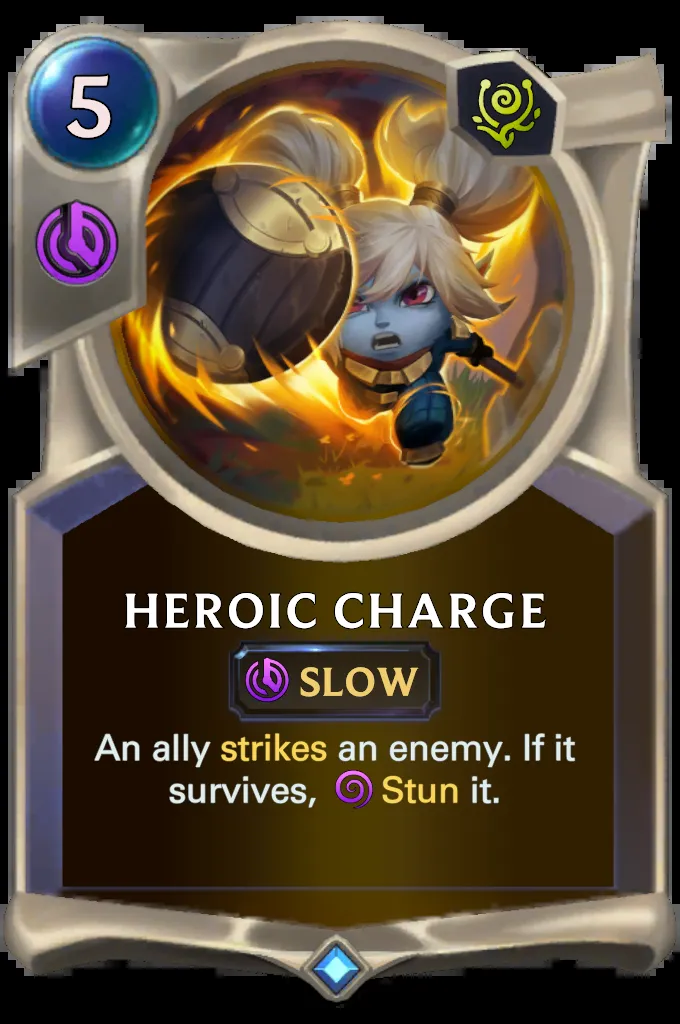 5
HEROIC CHARGE
SLOW
An ally strikes an enemy. If it
survives, Stun it.